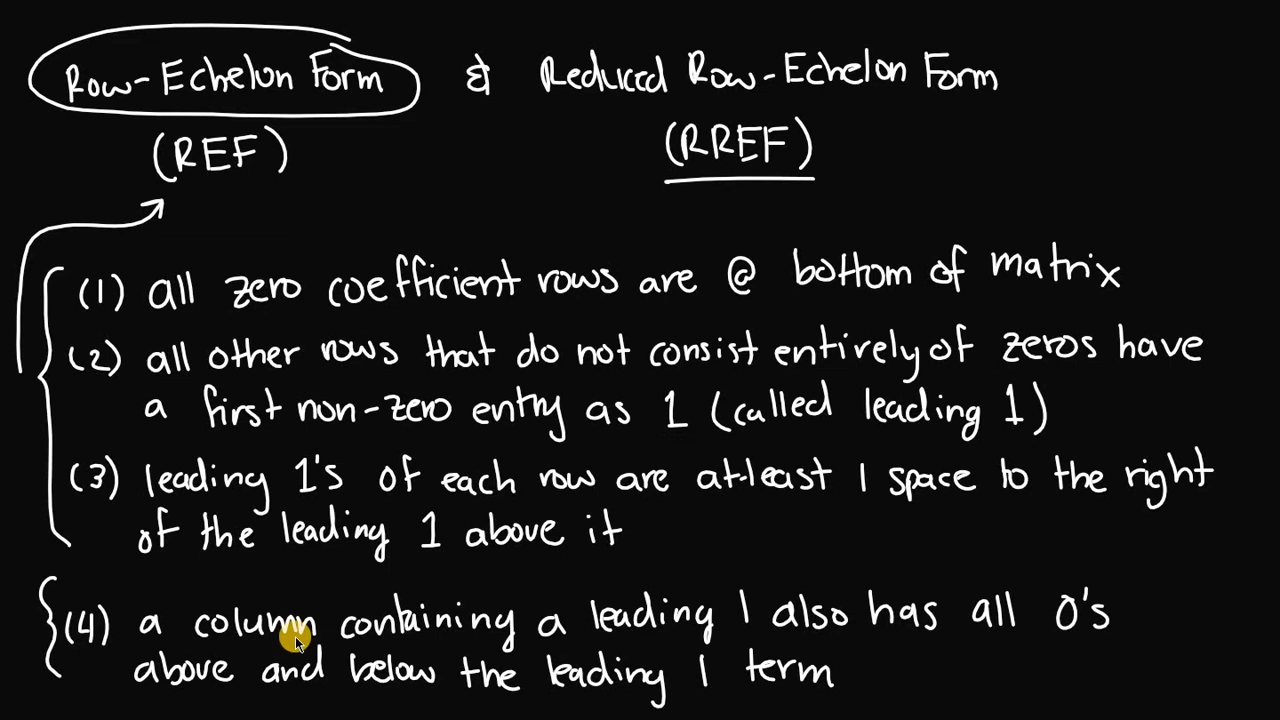 Row-Echelon Form & Reduced Row-Echelon Form
(REF) (RREF)
(1) all zero coefficient rows are @ bottom of matrix
(2) all other rows that do not consist entirely of zeros have
a first non-zero entry as 1 (called leading 1)
(3) leading 1's of each row are at-least 1 space to the right
of the leading 1 above it
(4) a column containing a leading 1 also has all 0's
above and below the leading 1 term